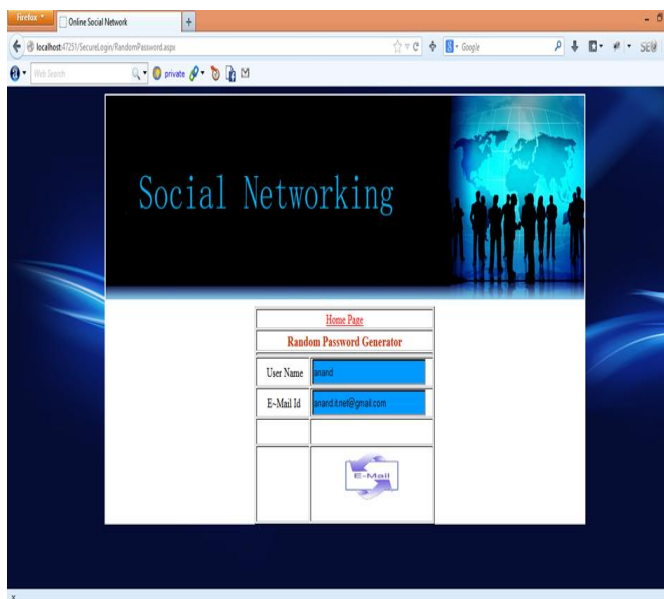 Firefox
Online Social Network
+
localhost:47251/SecureLogin/RandomPassword.aspx
Google
Web Search
private
Social Networking
Home Page
Random Password Generator
User Name
anand
E~Mail Id
anand.it.net@gmail.com
E-Mail
x